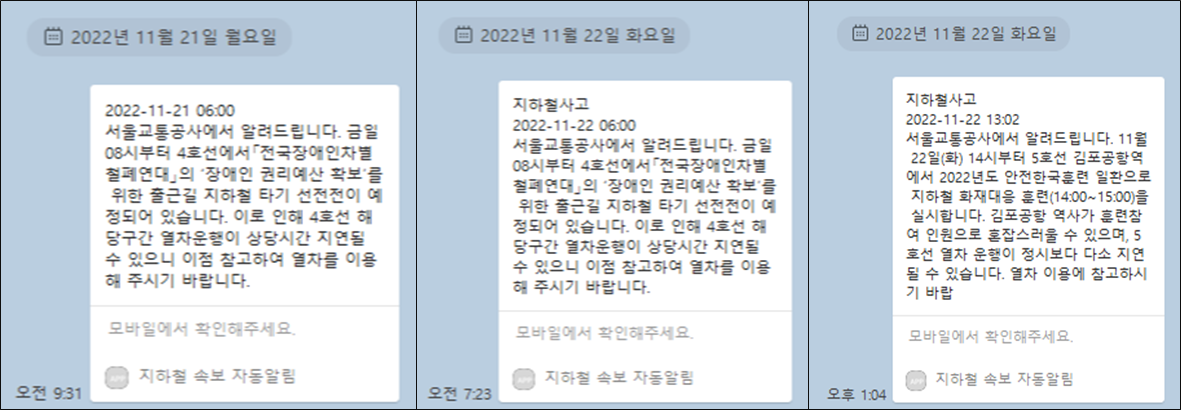 2022년 11월 21일 월요일
2022-11-21 06:00
서울교통공사에서 알려드립니다. 금일
08시부터 4호선에서「전국장애인차별
철폐연대」의 '장애인 권리예산 확보'를
위한 출근길 지하철 타기 선전전이 예
정되어 있습니다. 이로 인해 4호선 해
당구간 열차운행이 상당시간 지연될
수 있으니 이점 참고하여 열차를 이용
해 주시기 바랍니다.
모바일에서 확인해주세요.
APP 지하철 속보 자동알림
오전 9:31
2022년 11월 22일 화요일
지하철사고
2022-11-22 06:00
서울교통공사에서 알려드립니다. 금일
08시부터 4호선에서「전국장애인차별
철폐연대」의 '장애인 권리예산 확보'를
위한 출근길 지하철 타기 선전전이 예
정되어 있습니다. 이로 인해 4호선 해
당구간 열차운행이 상당시간 지연될
수 있으니 이점 참고하여 열차를 이용
해 주시기 바랍니다.
모바일에서 확인해주세요.
APP 지하철 속보 자동알림
오전 7:23
2022년 11월 22일 화요일
지하철사고
2022-11-22 13:02
서울교통공사에서 알려드립니다. 11월
22일(화) 14시부터 5호선 김포공항역
에서 2022년도 안전한국훈련 일환으로
지하철 화재대응 훈련(14:00~15:00)을
실시합니다. 김포공항 역사가 훈련참
여 인원으로 혼잡스러울 수 있으며, 5
호선 열차 운행이 정시보다 다소 지연
될 수 있습니다. 열차 이용에 참고하시
기 바랍
모바일에서 확인해주세요.
APP 지하철 속보 자동알림
오후 1:04